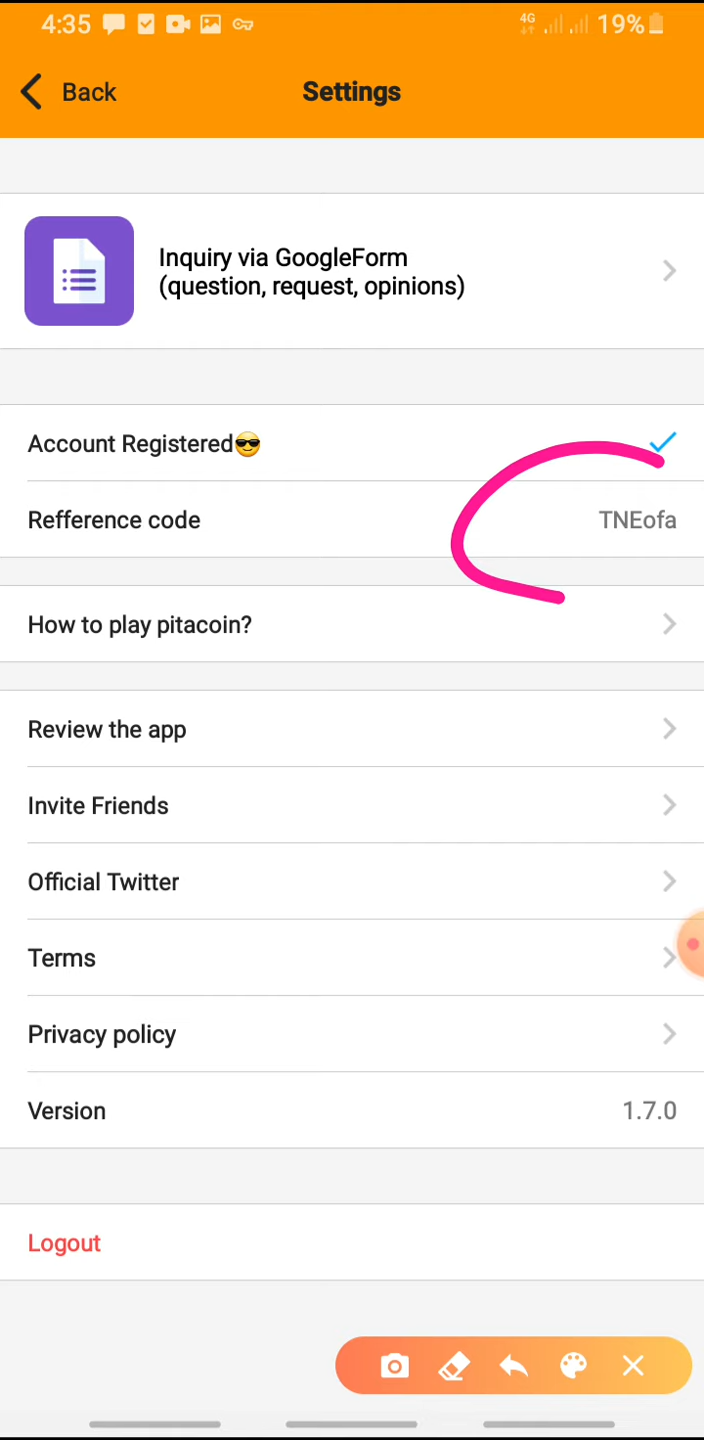 4:35 4G 19%
Back Settings
Inquiry via GoogleForm
(question, request, opinions)
Account Registered😎
Refference code TNEofa
How to play pitacoin?
Review the app
Invite Friends
Official Twitter
Terms
Privacy policy
Version 1.7.0
Logout